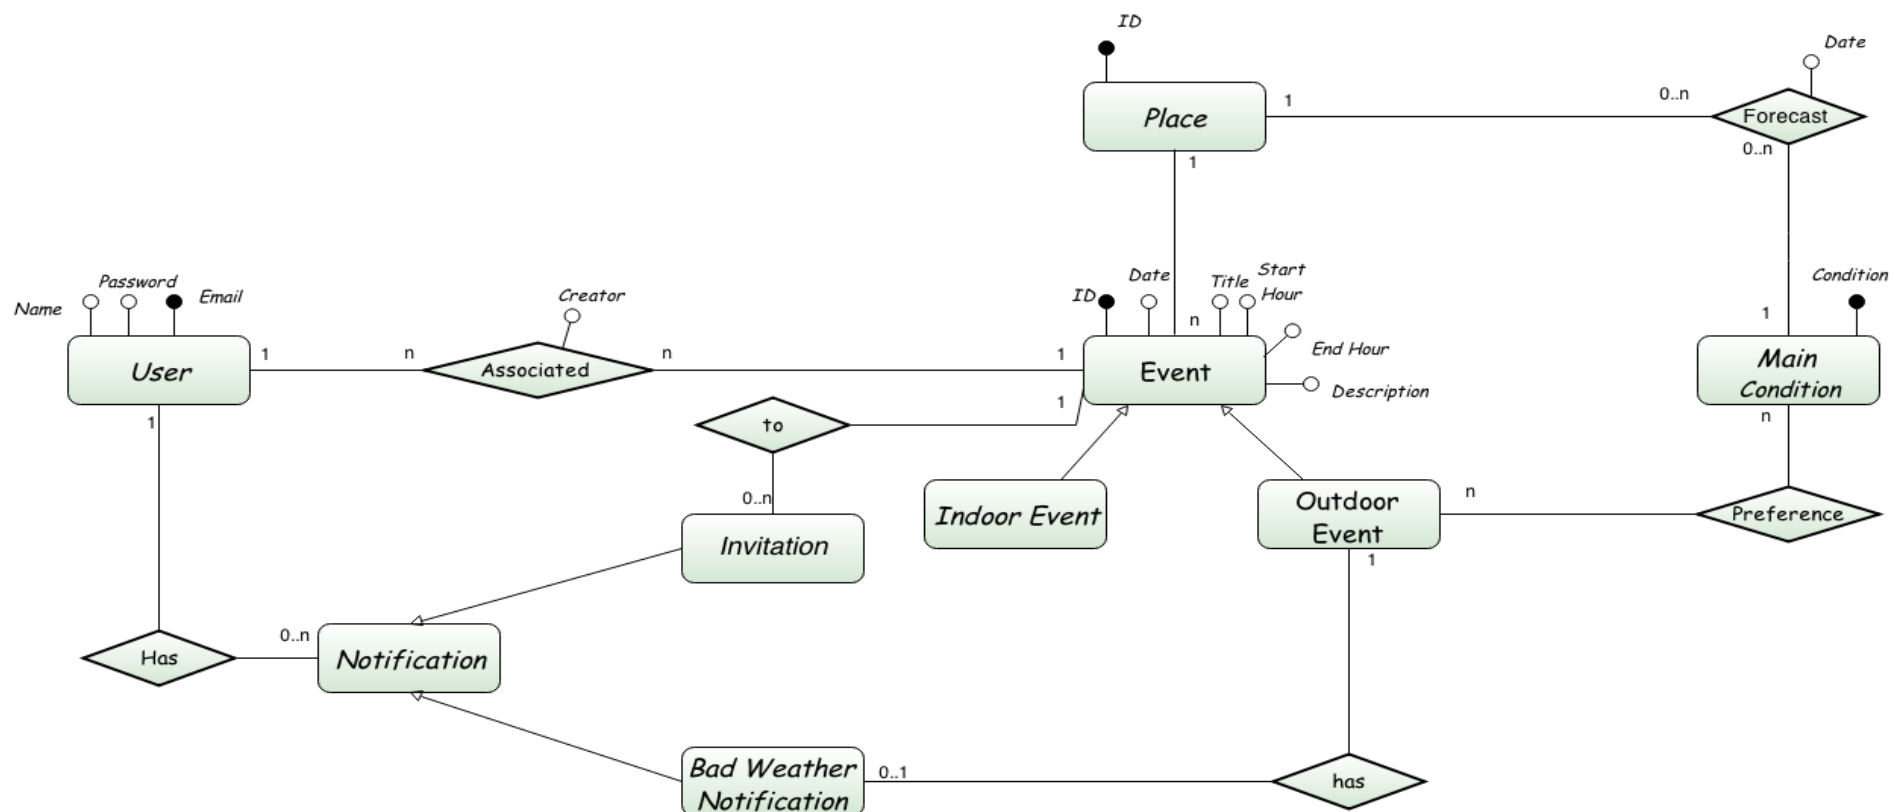 ID
Date
Place
1
0..n
Forecast
0..n
1
Name
Password
Email
Creator
ID
Date
Title
Start
Hour
Condition
n
1
User
1
n
Associated
n
1
Event
End Hour
Description
Main
Condition
1
to
1
n
0..n
Invitation
Indoor Event
Outdoor
Event
n
Preference
1
Has
0..n
Notification
Bad Weather
Notification
0..1
has